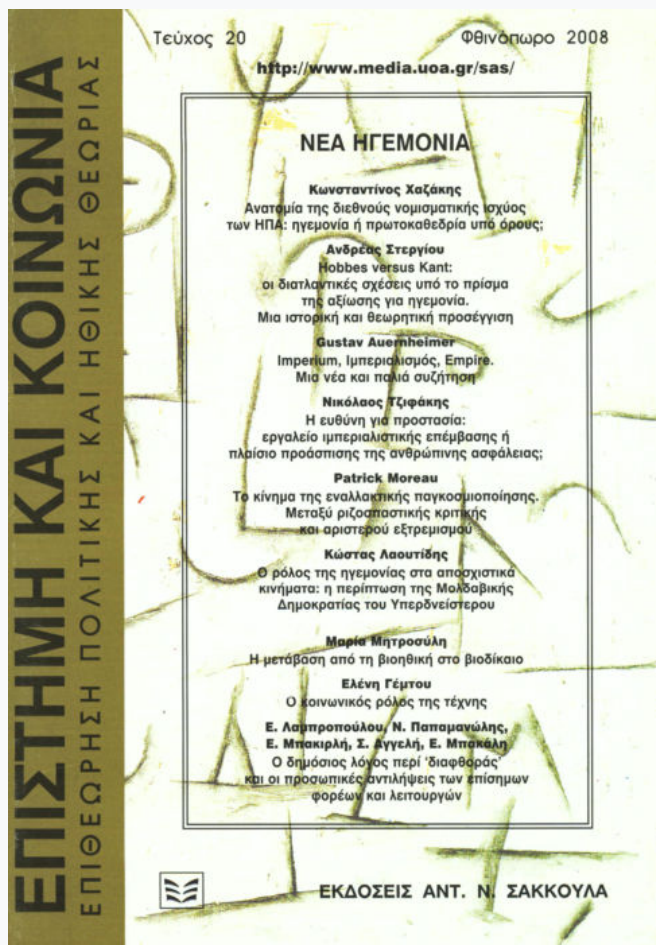 ΕΠΙΣΤΗΜΗ ΚΑΙ ΚΟΙΝΩΝΙΑ
ΕΠΙΘΕΩΡΗΣΗ ΠΟΛΙΤΙΚΗΣ ΚΑΙ ΗΘΙΚΗΣ ΘΕΩΡΙΑΣ
Τεύχος 20 Φθινόπωρο 2008
http://www.media.uoa.gr/sas/
ΝΕΑ ΗΓΕΜΟΝΙΑ
Κωνσταντίνος Χαζάκης
Ανατομία της διεθνούς νομισματικής ισχύος
των ΗΠΑ: ηγεμονία ή πρωτοκαθεδρία υπό όρους;
Ανδρέας Στεργίου
Hobbes versus Kant:
οι διατλαντικές σχέσεις υπό το πρίσμα
της αξίωσης για ηγεμονία.
Μια ιστορική και θεωρητική προσέγγιση
Gustav Auernheimer
Imperium, Ιμπεριαλισμός, Empire.
Μια νέα και παλιά συζήτηση
Νικόλαος Τζιφάκης
Η ευθύνη για προστασία:
εργαλείο ιμπεριαλιστικής επέμβασης ή
πλαίσιο προάσπισης της ανθρώπινης ασφάλειας;
Patrick Moreau
Το κίνημα της εναλλακτικής παγκοσμιοποίησης.
Μεταξύ ριζοσπαστικής κριτικής
και αριστερού εξτρεμισμού
Κώστας Λαουτίδης
Ο ρόλος της ηγεμονίας στα αποσχιστικά
κινήματα: η περίπτωση της Μολδαβικής
Δημοκρατίας του Υπερδνείστερου
Μαρία Μητροσύλη
Η μετάβαση από τη βιοηθική στο βιοδίκαιο
Ελένη Γέμτου
Ο κοινωνικός ρόλος της τέχνης
Ε. Λαμπροπούλου, Ν. Παπαμανώλης,
Ε. Μπακιρλή, Σ. Αγγελή, Ε. Μπακάλη
Ο δημόσιος λόγος περί 'διαφθοράς'
και οι προσωπικές αντιλήψεις των επίσημων
φορέων και λειτουργών
ΕΚΔΟΣΕΙΣ ΑΝΤ. Ν. ΣΑΚΚΟΥΛΑ